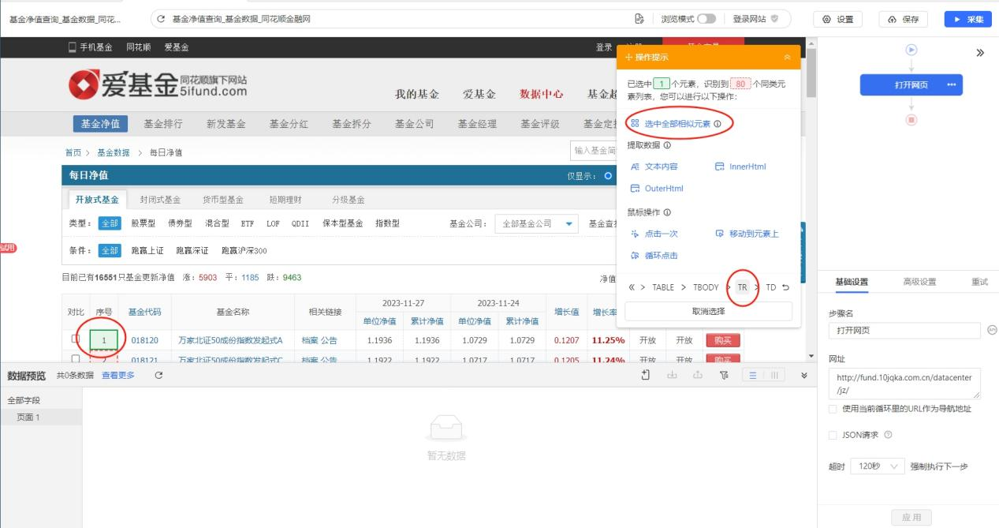 基金净值查询_基金数据_同花...
基金净值查询_基金数据_同花顺金融网
浏览模式
登录网站
设置
保存
采集
手机基金 同花顺 爱基金
登录
爱基金 同花顺旗下网站
5ifund.com
我的基金 爱基金 数据中心 基金超
基金净值 基金排行 新发基金 基金分红 基金拆分 基金公司 基金经理 基金评级 基金定
首页 > 基金数据 > 每日净值
输入基金简
每日净值
仅显示：
开放式基金 封闭式基金 货币型基金 短期理财 分级基金
类型： 全部 股票型 债券型 混合型 ETF LOF QDII 保本型基金 指数型
基金公司： 全部基金公司 基金查
条件： 全部 跑赢上证 跑赢深证 跑赢沪深300
试用
目前已有16551只基金更新净值 涨：5903 平：1185 跌：9463
净值
对比 序号 基金代码 基金名称 相关链接 2023-11-27 2023-11-24 增长值 增长率
单位净值 累计净值 单位净值 累计净值
1 018120 万家北证50成份指数发起式A 档案 公告 1.1936 1.1936 1.0729 1.0729 0.1207 11.25% 开放 开放 购买
2 018121 万家北证50成份指数发起式C 档案 公告 1.1922 1.1922 1.0717 1.0717 0.1205 11.24% 开放 开放 购买
操作提示
已选中 1 个元素，识别到 80 个同类元
素列表，您可以进行以下操作：
选中全部相似元素
提取数据
文本内容
InnerHtml
OuterHtml
鼠标操作
点击一次
移动到元素上
循环点击
« > TABLE > TBODY > TR > TD
取消选择
打开网页
数据预览 共0条数据 查看更多
全部字段
页面 1
暂无数据
基础设置 高级设置 重试
步骤名
打开网页
网址
http://fund.10jqka.com.cn/datacenter
/jz/
使用当前循环里的URL作为导航地址
JSON请求
超时 120秒 强制执行下一步
应 用